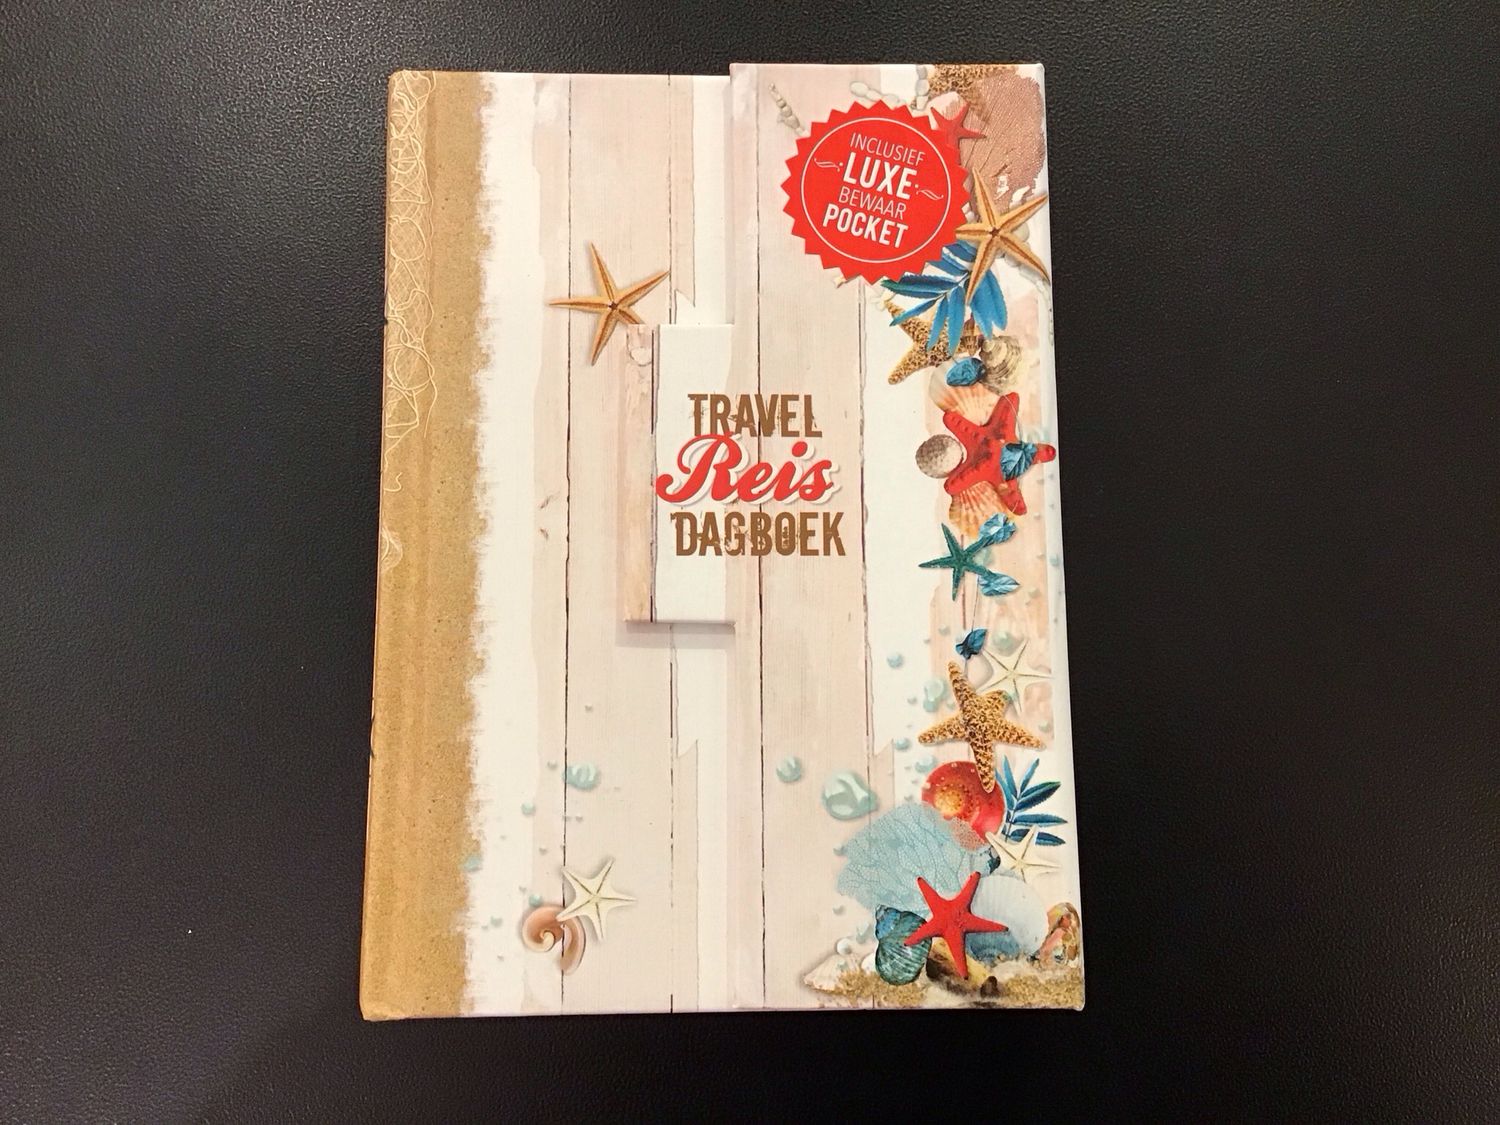 INCLUSIEF
LUXE
BEWAAR
POCKET
TRAVEL
Reis
DAGBOEK